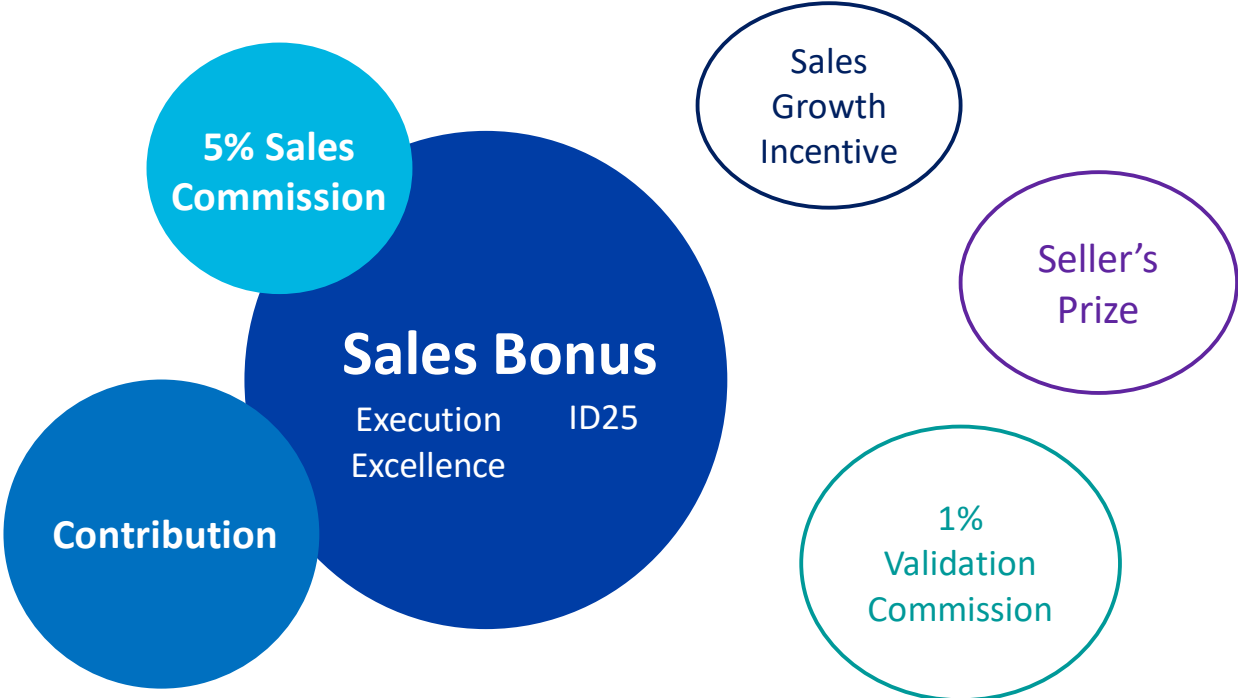 5% Sales
Commission
Sales
Growth
Incentive
Seller’s
Prize
Sales Bonus
Execution
Excellence
ID25
Contribution
1%
Validation
Commission